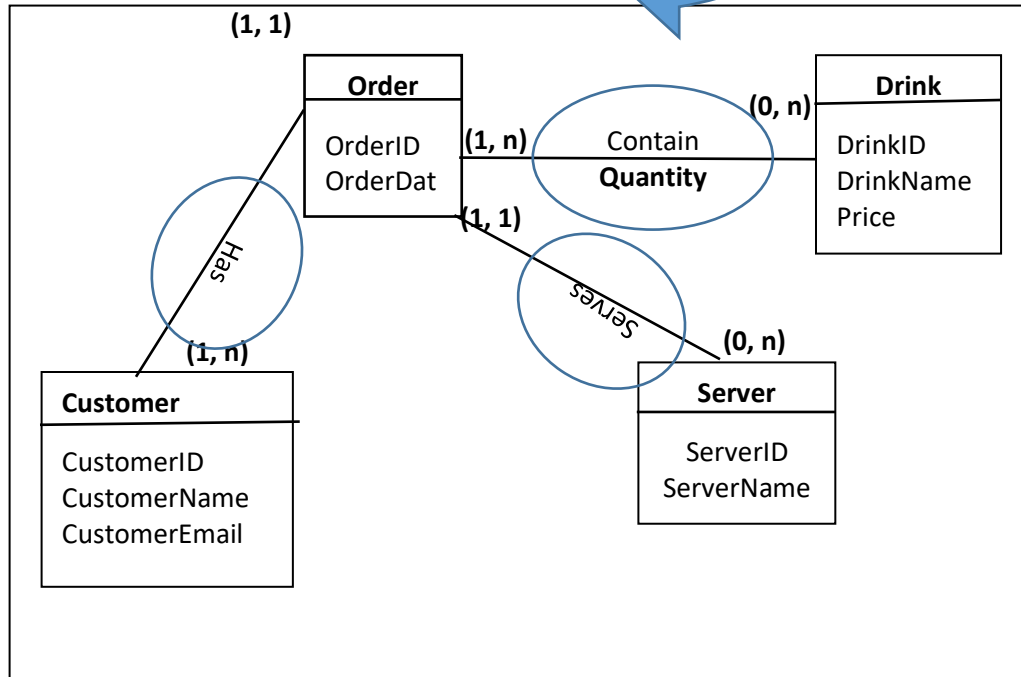 (1, 1)
Order
OrderID
OrderDat
(1, n)
Contain
Quantity
(0, n)
Drink
DrinkID
DrinkName
Price
(1, 1)
Has
Serves
(1, n)
(0, n)
Customer
CustomerID
CustomerName
CustomerEmail
Server
ServerID
ServerName